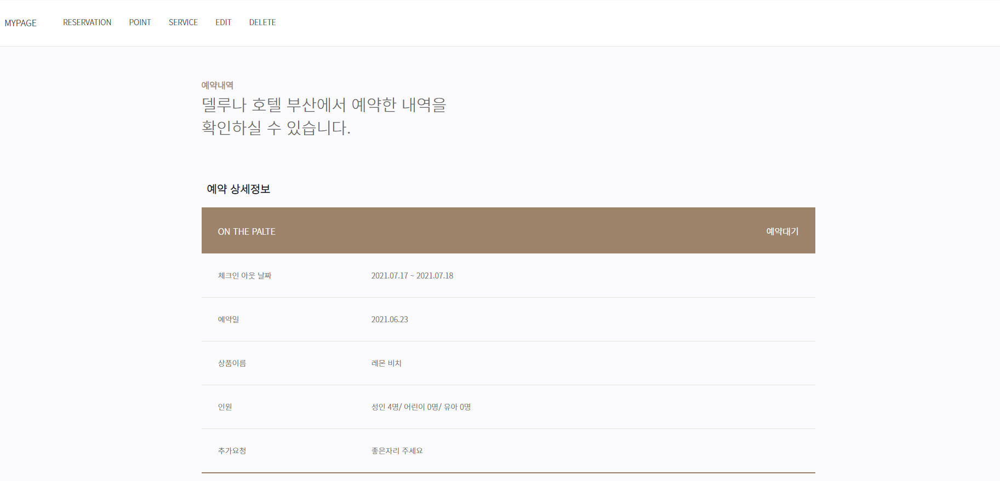 MYPAGE RESERVATION POINT SERVICE EDIT DELETE
예약내역
델루나 호텔 부산에서 예약한 내역을
확인하실 수 있습니다.
예약 상세정보
ON THE PALTE 예약대기
체크인 아웃 날짜 2021.07.17 ~ 2021.07.18
예약일 2021.06.23
상품이름 레몬 비치
인원 성인 4명/ 어린이 0명/ 유아 0명
추가요청 좋은자리 주세요